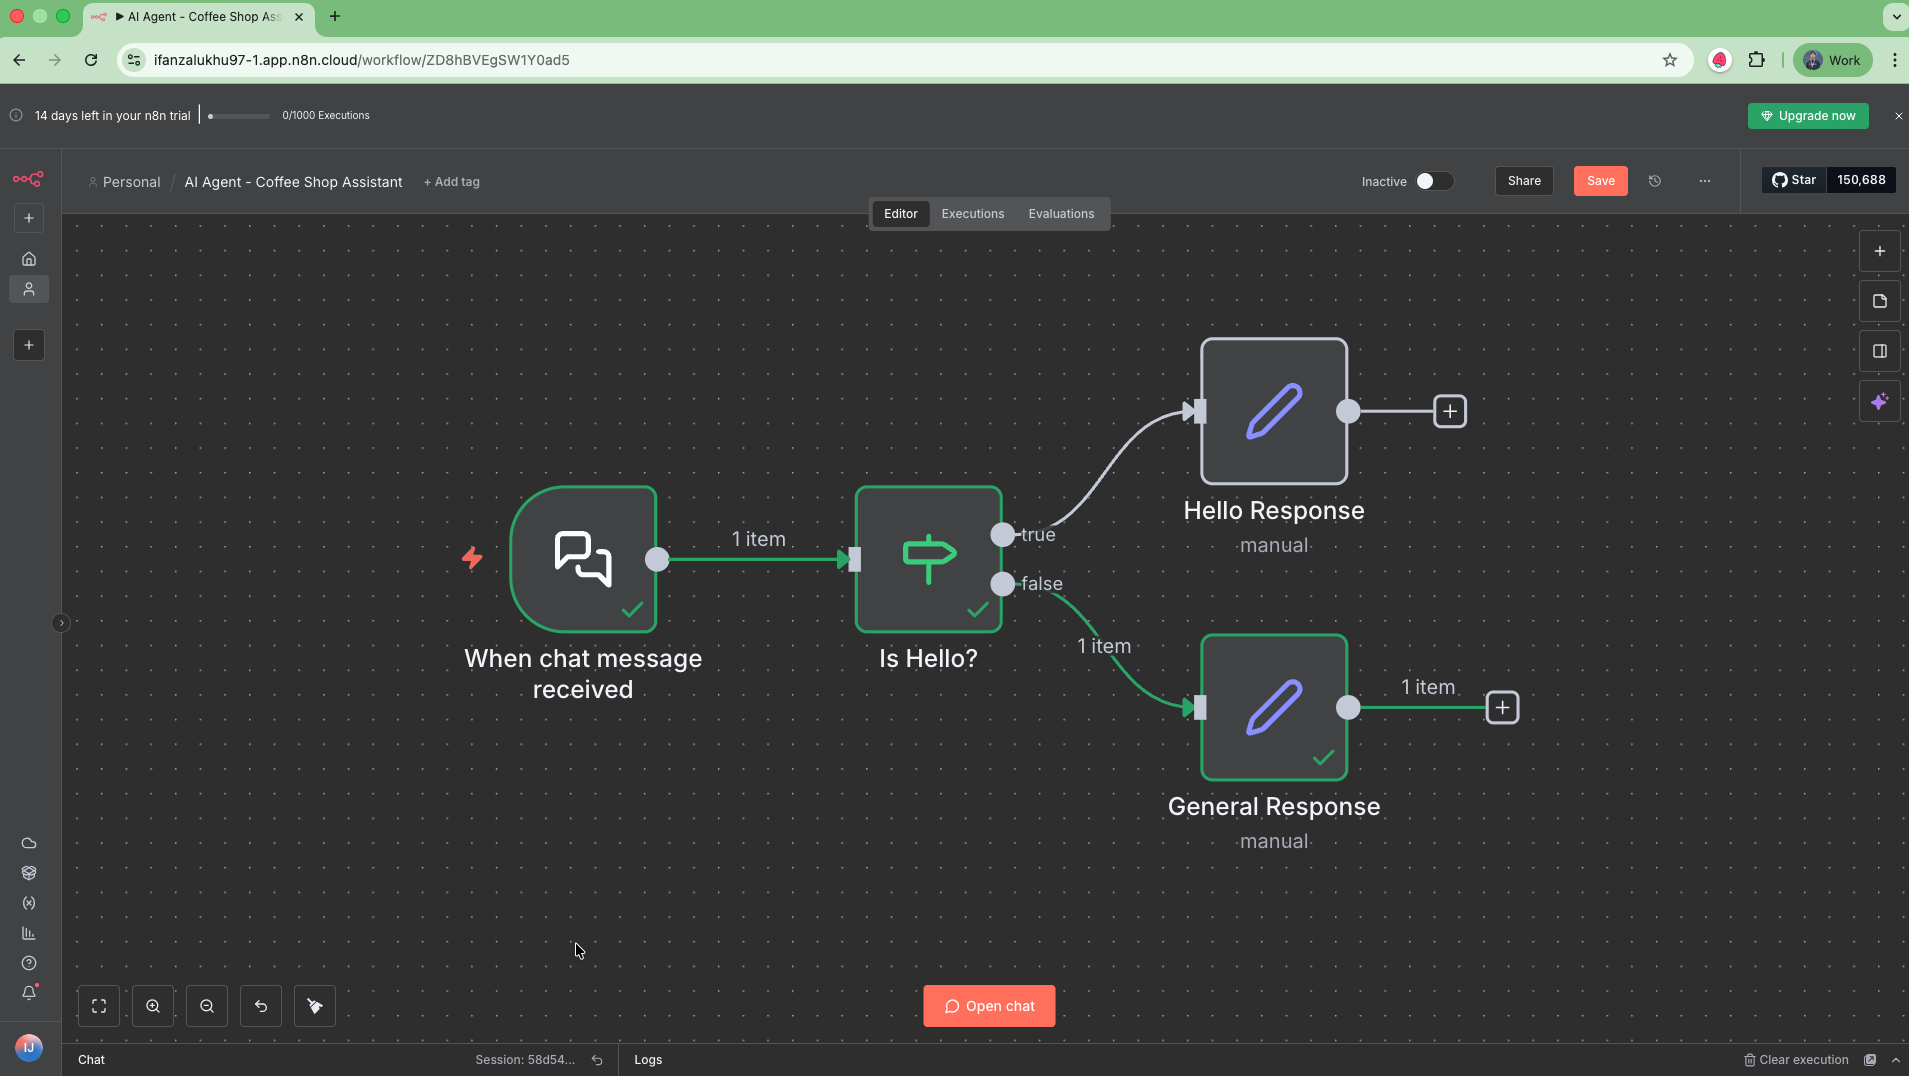 AI Agent - Coffee Shop Ass
ifanzalukhu97-1.app.n8n.cloud/workflow/ZD8hBVEgSW1Y0ad5
Work
14 days left in your n8n trial
0/1000 Executions
Upgrade now
Personal / AI Agent - Coffee Shop Assistant
+ Add tag
Inactive
Share
Save
...
Star
150,688
Editor
Executions
Evaluations
Hello Response
manual
1 item
true
false
When chat message
received
Is Hello?
1 item
1 item
General Response
manual
Open chat
IJ
Chat
Session: 58d54...
Logs
Clear execution